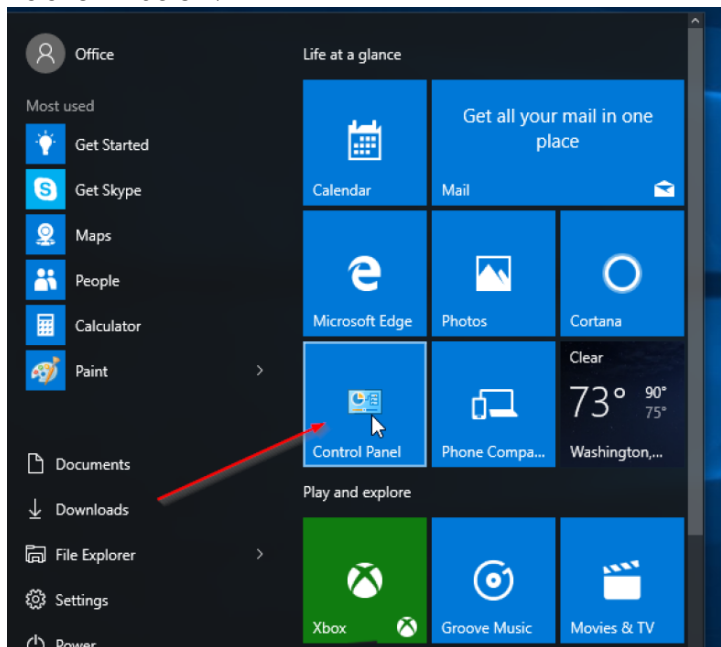 Office
Most used
Get Started
Get Skype
Maps
People
Calculator
Paint
Documents
Downloads
File Explorer
Settings
Power
Life at a glance
Calendar
Get all your mail in one
place
Mail
Microsoft Edge
Photos
Cortana
Control Panel
Phone Compa...
Clear
73° 90°
75°
Washington,...
Play and explore
Xbox
Groove Music
Movies & TV